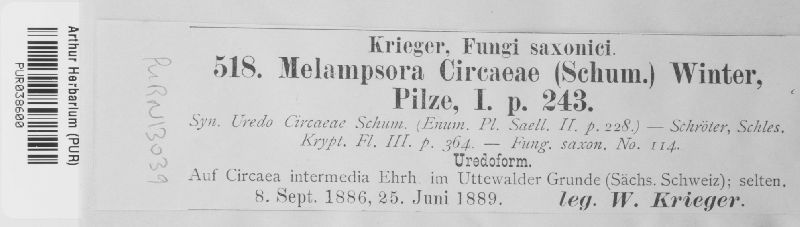 Arthur Herbarium (PUR)
PUR038600
PURN13039
Krieger, Fungi saxonici.
518. Melampsora Circaeae (Schum.) Winter,
Pilze, I. p. 243.
Syn. Uredo Circaeae Schum. (Enum. Pl. Saell. II. p. 228.) — Schröter, Schles.
Krypt. Fl. III. p. 364. — Fung. saxon. No. 114.
Uredoform.
Auf Circaea intermedia Ehrh. im Uttewalder Grunde (Sächs. Schweiz); selten.
8. Sept. 1886, 25. Juni 1889. leg. W. Krieger.